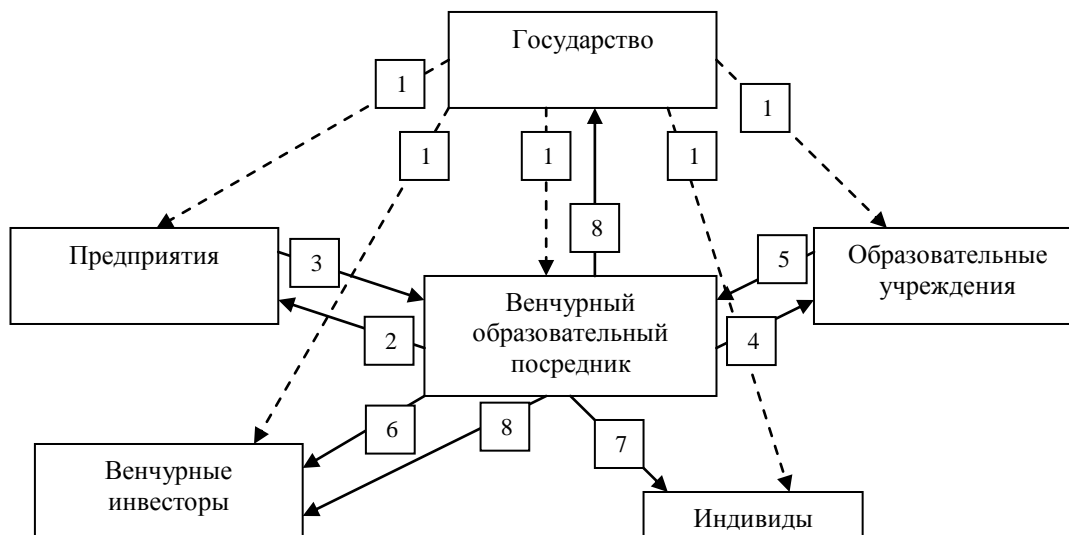 Государство
1
1
1
1
1
8
Предприятия
3
2
Венчурный
образовательный
посредник
5
4
Образовательные
учреждения
6
8
7
Венчурные
инвесторы
Индивиды